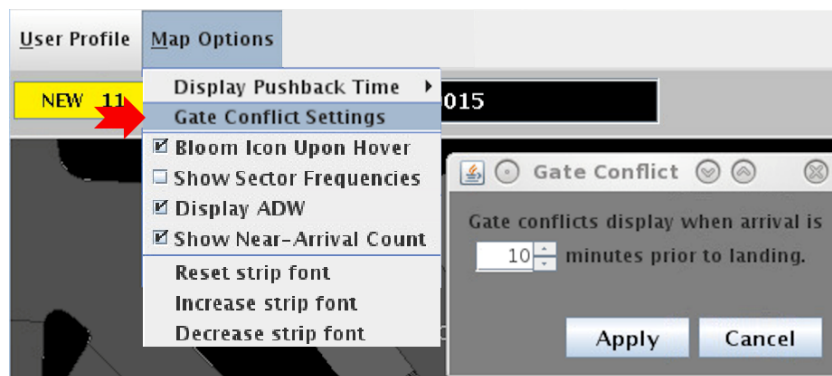 User Profile
Map Options
NEW 11
015
Display Pushback Time
Gate Conflict Settings
Bloom Icon Upon Hover
Show Sector Frequencies
Display ADW
Show Near-Arrival Count
Reset strip font
Increase strip font
Decrease strip font
Gate Conflict
Gate conflicts display when arrival is
10 minutes prior to landing.
Apply
Cancel